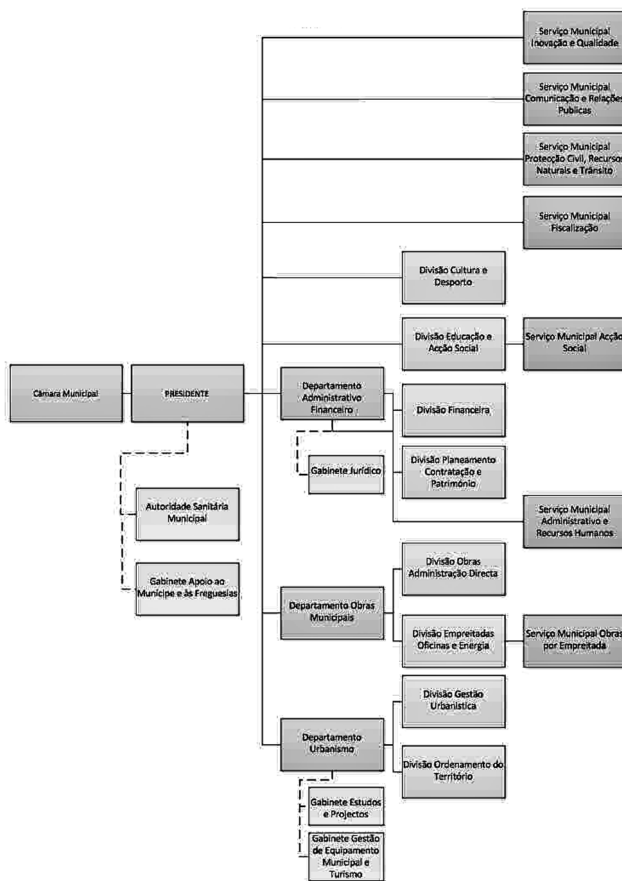 Serviço Municipal
Inovação e Qualidade
Serviço Municipal
Comunicação e Relações
Publicas
Serviço Municipal
Protecção Civil, Recursos
Naturais e Trânsito
Serviço Municipal
Fiscalização
Divisão Cultura e
Desporto
Divisão Educação e
Acção Social
Serviço Municipal Acção
Social
Câmara Municipal
PRESIDENTE
Departamento
Administrativo
Financeiro
Divisão Financeira
Gabinete Jurídico
Divisão Planeamento
Contratação e
Património
Autoridade Sanitária
Municipal
Serviço Municipal
Administrativo e
Recursos Humanos
Gabinete Apoio ao
Munícipe e às Freguesias
Divisão Obras
Administração Directa
Departamento Obras
Municipais
Divisão Empreitadas
Oficinas e Energia
Serviço Municipal Obras
por Empreitada
Divisão Gestão
Urbanística
Departamento
Urbanismo
Divisão Ordenamento do
Território
Gabinete Estudos
e Projectos
Gabinete Gestão
de Equipamento
Municipal e
Turismo